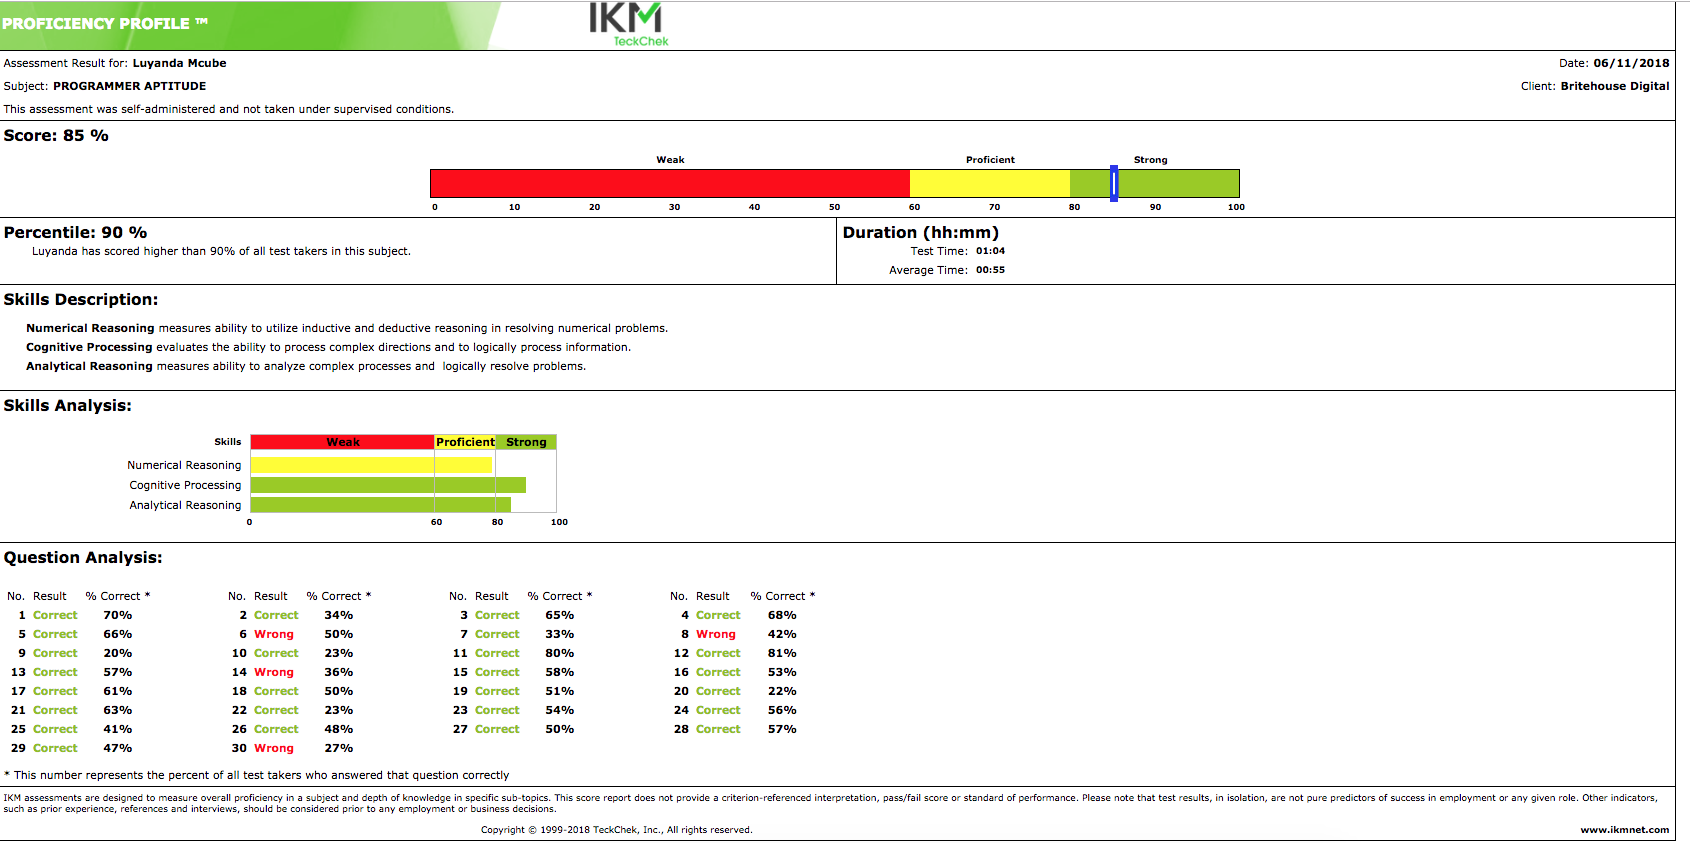 PROFICIENCY PROFILE ™
IKM
TeckChek
Assessment Result for: Luyanda Mcube Date: 06/11/2018
Subject: PROGRAMMER APTITUDE Client: Britehouse Digital
This assessment was self-administered and not taken under supervised conditions.
Score: 85 %
Weak Proficient Strong
0 10 20 30 40 50 60 70 80 90 100
Percentile: 90 %
Luyanda has scored higher than 90% of all test takers in this subject.
Duration (hh:mm)
Test Time: 01:04
Average Time: 00:55
Skills Description:
Numerical Reasoning measures ability to utilize inductive and deductive reasoning in resolving numerical problems.
Cognitive Processing evaluates the ability to process complex directions and to logically process information.
Analytical Reasoning measures ability to analyze complex processes and logically resolve problems.
Skills Analysis:
Skills Weak Proficient Strong
Numerical Reasoning
Cognitive Processing
Analytical Reasoning
0 60 80 100
Question Analysis:
No. Result % Correct * No. Result % Correct * No. Result % Correct * No. Result % Correct *
1 Correct 70% 2 Correct 34% 3 Correct 65% 4 Correct 68%
5 Correct 66% 6 Wrong 50% 7 Correct 33% 8 Wrong 42%
9 Correct 20% 10 Correct 23% 11 Correct 80% 12 Correct 81%
13 Correct 57% 14 Wrong 36% 15 Correct 58% 16 Correct 53%
17 Correct 61% 18 Correct 50% 19 Correct 51% 20 Correct 22%
21 Correct 63% 22 Correct 23% 23 Correct 54% 24 Correct 56%
25 Correct 41% 26 Correct 48% 27 Correct 50% 28 Correct 57%
29 Correct 47% 30 Wrong 27%
* This number represents the percent of all test takers who answered that question correctly
IKM assessments are designed to measure overall proficiency in a subject and depth of knowledge in specific sub-topics. This score report does not provide a criterion-referenced interpretation, pass/fail score or standard of performance. Please note that test results, in isolation, are not pure predictors of success in employment or any given role. Other indicators,
such as prior experience, references and interviews, should be considered prior to any employment or business decisions.
Copyright © 1999-2018 TeckChek, Inc., All rights reserved. www.ikmnet.com